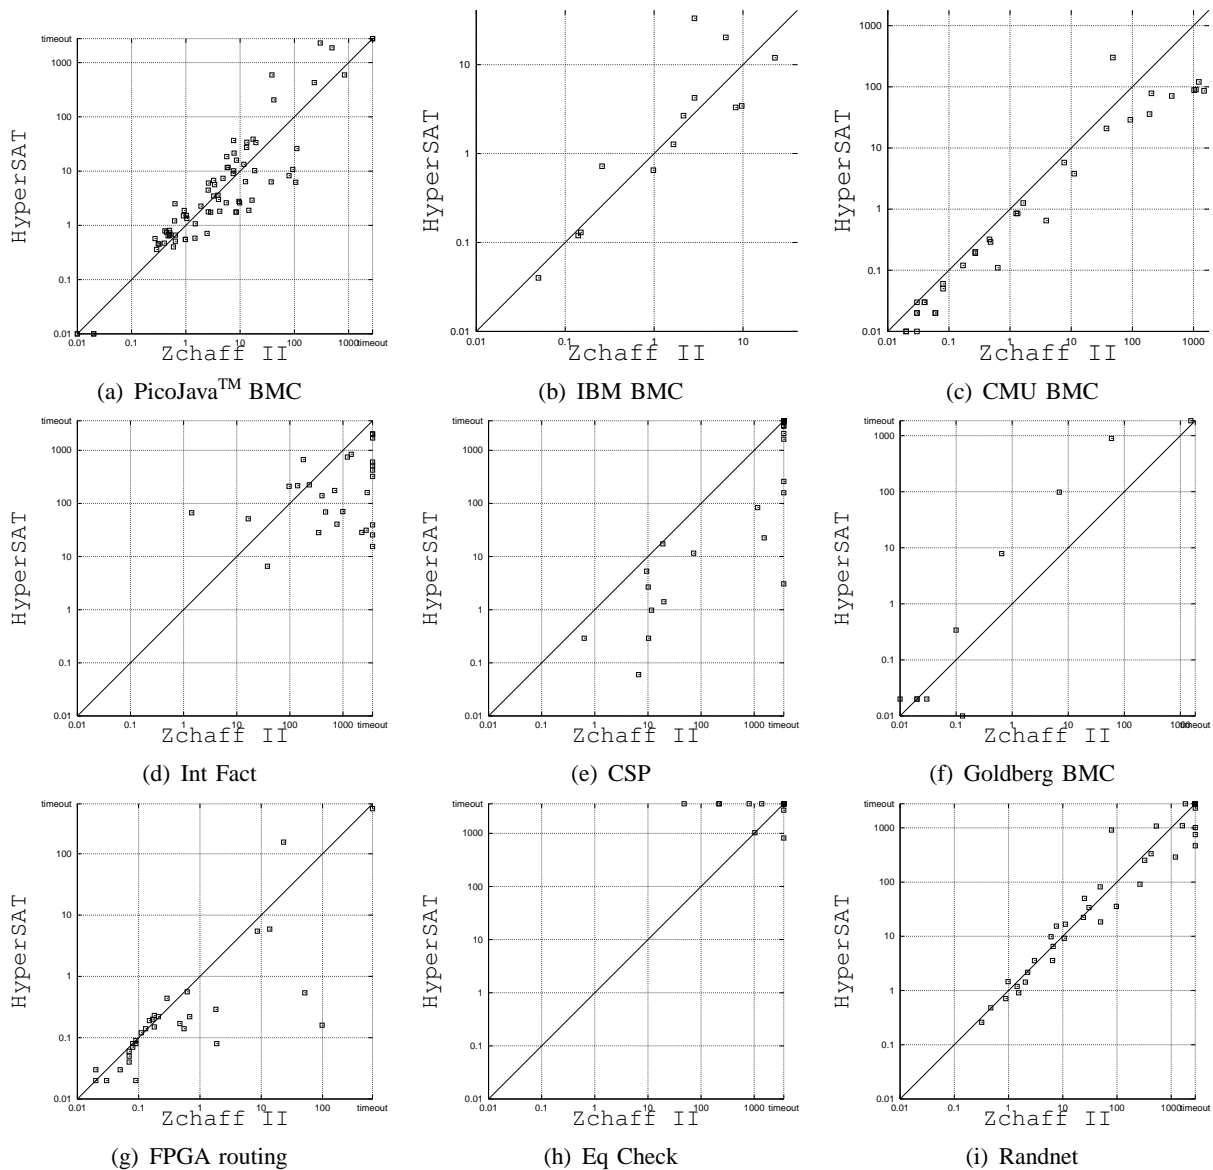 timeout
1000
100
10
1
0.1
0.01
HyperSAT
0.01 0.1 1 10 100 1000 timeout
Zchaff II
(a) PicoJava™ BMC
10
1
0.1
0.01
HyperSAT
0.01 0.1 1 10
Zchaff II
(b) IBM BMC
1000
100
10
1
0.1
0.01
HyperSAT
0.01 0.1 1 10 100 1000
Zchaff II
(c) CMU BMC
timeout
1000
100
10
1
0.1
0.01
HyperSAT
0.01 0.1 1 10 100 1000 timeout
Zchaff II
(d) Int Fact
timeout
1000
100
10
1
0.1
0.01
HyperSAT
0.01 0.1 1 10 100 1000 timeout
Zchaff II
(e) CSP
timeout
1000
100
10
1
0.1
0.01
HyperSAT
0.01 0.1 1 10 100 1000 timeout
Zchaff II
(f) Goldberg BMC
timeout
100
10
1
0.1
0.01
HyperSAT
0.01 0.1 1 10 100 timeout
Zchaff II
(g) FPGA routing
timeout
1000
100
10
1
0.1
0.01
HyperSAT
0.01 0.1 1 10 100 1000 timeout
Zchaff II
(h) Eq Check
timeout
1000
100
10
1
0.1
0.01
HyperSAT
0.01 0.1 1 10 100 1000 timeout
Zchaff II
(i) Randnet